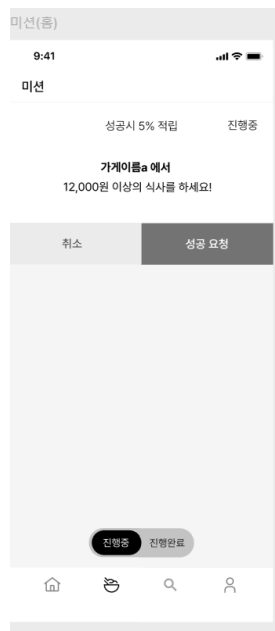 미션(홈)
9:41
미션
성공시 5% 적립 진행중
가게이름a 에서
12,000원 이상의 식사를 하세요!
취소 성공 요청
진행중 진행완료